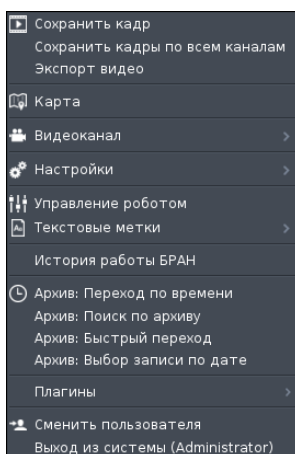 Сохранить кадр
Сохранить кадры по всем каналам
Экспорт видео
Карта
Видеоканал
Настройки
Управление роботом
Текстовые метки
История работы БРАН
Архив: Переход по времени
Архив: Поиск по архиву
Архив: Быстрый переход
Архив: Выбор записи по дате
Плагины
Сменить пользователя
Выход из системы (Administrator)